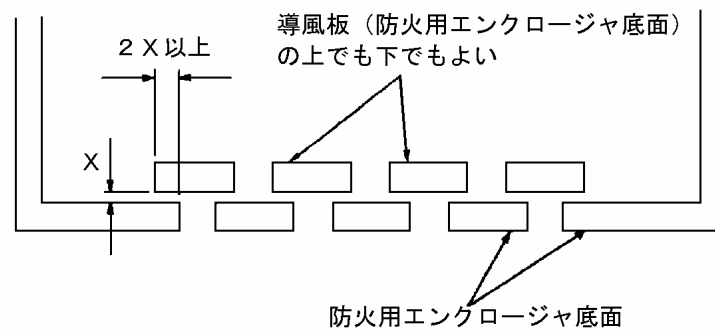 導風板（防火用エンクロージャ底面）
の上でも下でもよい
２Ｘ以上
Ｘ
防火用エンクロージャ底面